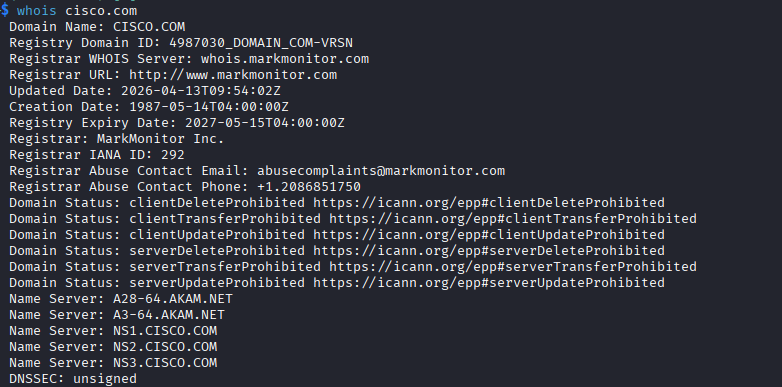 $ whois cisco.com
Domain Name: CISCO.COM
Registry Domain ID: 4987030_DOMAIN_COM-VRSN
Registrar WHOIS Server: whois.markmonitor.com
Registrar URL: http://www.markmonitor.com
Updated Date: 2026-04-13T09:54:02Z
Creation Date: 1987-05-14T04:00:00Z
Registry Expiry Date: 2027-05-15T04:00:00Z
Registrar: MarkMonitor Inc.
Registrar IANA ID: 292
Registrar Abuse Contact Email: abusecomplaints@markmonitor.com
Registrar Abuse Contact Phone: +1.2086851750
Domain Status: clientDeleteProhibited https://icann.org/epp#clientDeleteProhibited
Domain Status: clientTransferProhibited https://icann.org/epp#clientTransferProhibited
Domain Status: clientUpdateProhibited https://icann.org/epp#clientUpdateProhibited
Domain Status: serverDeleteProhibited https://icann.org/epp#serverDeleteProhibited
Domain Status: serverTransferProhibited https://icann.org/epp#serverTransferProhibited
Domain Status: serverUpdateProhibited https://icann.org/epp#serverUpdateProhibited
Name Server: A28-64.AKAM.NET
Name Server: A3-64.AKAM.NET
Name Server: NS1.CISCO.COM
Name Server: NS2.CISCO.COM
Name Server: NS3.CISCO.COM
DNSSEC: unsigned